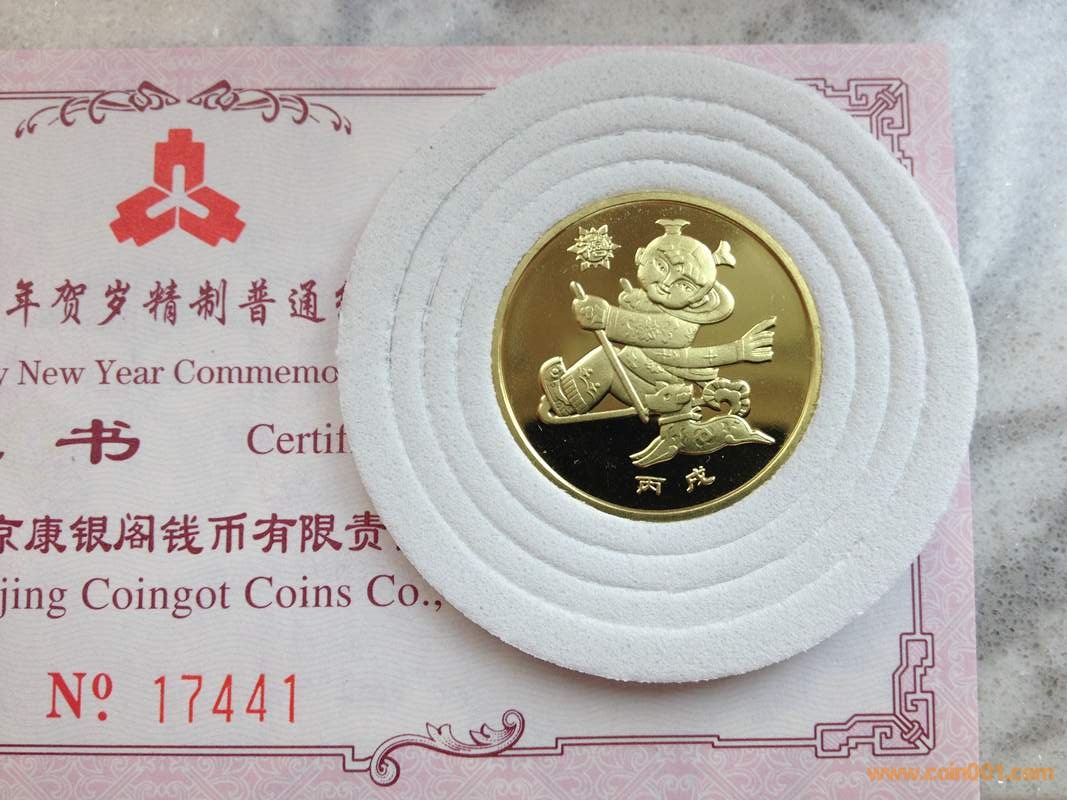 年贺岁精制普通
y New Year Commemo
书 Certif
京康银阁钱币有限责
jing Coingot Coins Co.,
Nº. 17441
福
丙戌
www.coin001.com